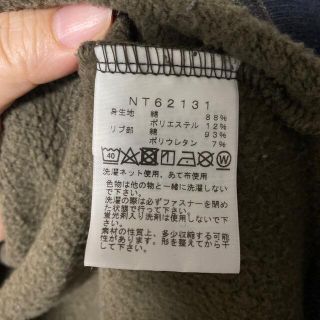 NT62131
身生地 綿 88%
ポリエステル 12%
リブ部 綿 93%
ポリウレタン 7%
40 W
洗濯ネット使用、あて布使用
色物は他の物と一緒に洗濯しないで下さい。
洗濯の際は必ずファスナーを閉めた状態で行って下さい。
蛍光剤入り洗剤は使用しないで下さい。
素材の性質上、多少収縮する可能性があります。形を整えてから干して下さい。